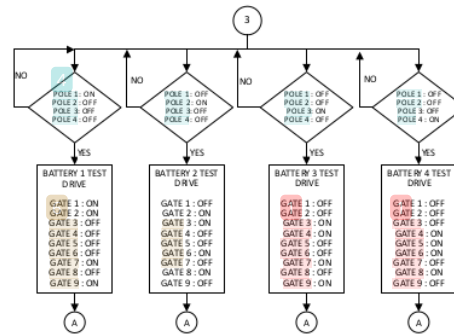 3
NO
POLE 1 : ON
POLE 2 : OFF
POLE 3 : OFF
POLE 4 : OFF
YES
BATTERY 1 TEST
DRIVE
GATE 1 : ON
GATE 2 : ON
GATE 3 : OFF
GATE 4 : OFF
GATE 5 : OFF
GATE 6 : OFF
GATE 7 : ON
GATE 8 : OFF
GATE 9 : ON
A
NO
POLE 1 : OFF
POLE 2 : ON
POLE 3 : OFF
POLE 4 : OFF
YES
BATTERY 2 TEST
DRIVE
GATE 1 : OFF
GATE 2 : ON
GATE 3 : ON
GATE 4 : OFF
GATE 5 : OFF
GATE 6 : OFF
GATE 7 : ON
GATE 8 : ON
GATE 9 : OFF
A
NO
POLE 1 : OFF
POLE 2 : OFF
POLE 3 : ON
POLE 4 : OFF
YES
BATTERY 3 TEST
DRIVE
GATE 1 : OFF
GATE 2 : OFF
GATE 3 : ON
GATE 4 : ON
GATE 5 : OFF
GATE 6 : OFF
GATE 7 : ON
GATE 8 : OFF
GATE 9 : ON
A
NO
POLE 1 : OFF
POLE 2 : OFF
POLE 3 : OFF
POLE 4 : ON
YES
BATTERY 4 TEST
DRIVE
GATE 1 : OFF
GATE 2 : OFF
GATE 3 : OFF
GATE 4 : ON
GATE 5 : ON
GATE 6 : OFF
GATE 7 : ON
GATE 8 : ON
GATE 9 : OFF
A